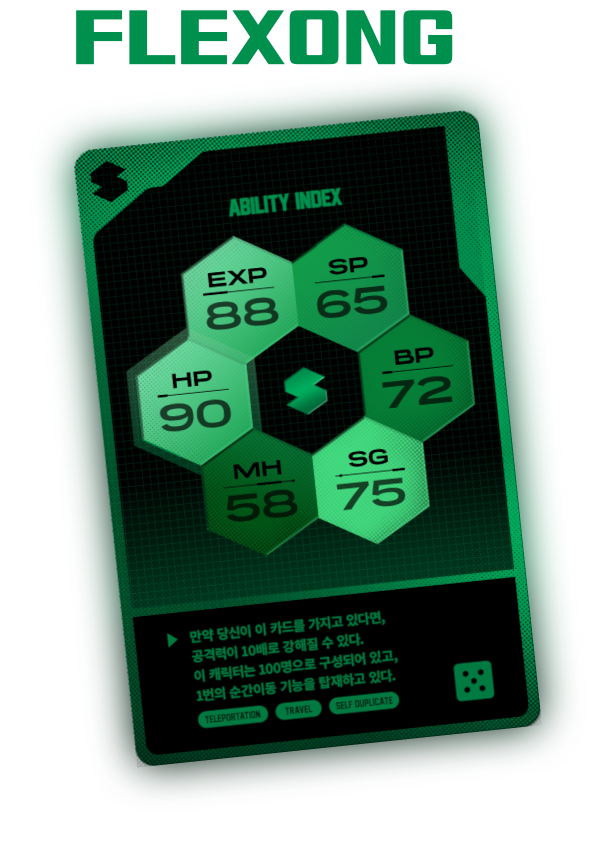 FLEXONG
ABILITY INDEX
EXP
88
SP
65
HP
90
BP
72
MH
58
SG
75
만약 당신이 이 카드를 가지고 있다면,
공격력이 10배로 강해질 수 있다.
이 캐릭터는 100명으로 구성되어 있고,
1번의 순간이동 기능을 탑재하고 있다.
TELEPORTATION TRAVEL SELF DUPLICATE